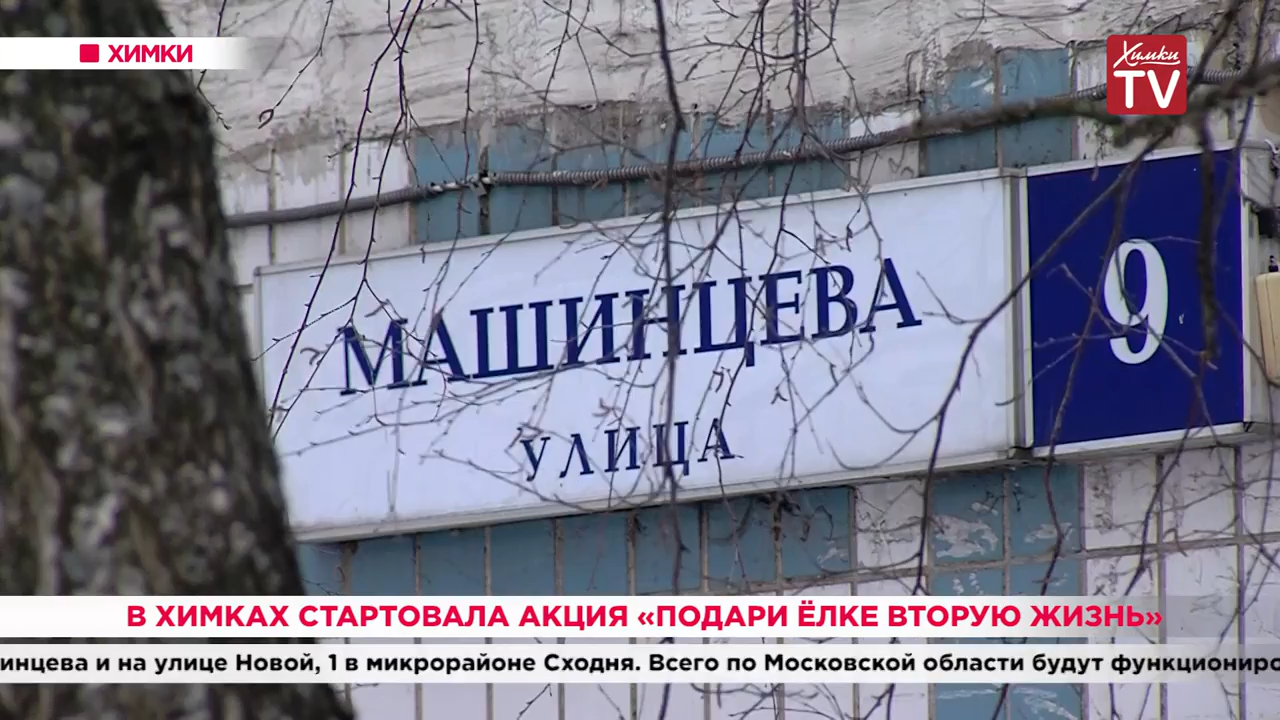 ХИМКИ
Химки
TV
МАШИНЦЕВА
УЛИЦА
9
В ХИМКАХ СТАРТОВАЛА АКЦИЯ «ПОДАРИ ЁЛКЕ ВТОРУЮ ЖИЗНЬ»
инцева и на улице Новой, 1 в микрорайоне Сходня. Всего по Московской области будут функциониро